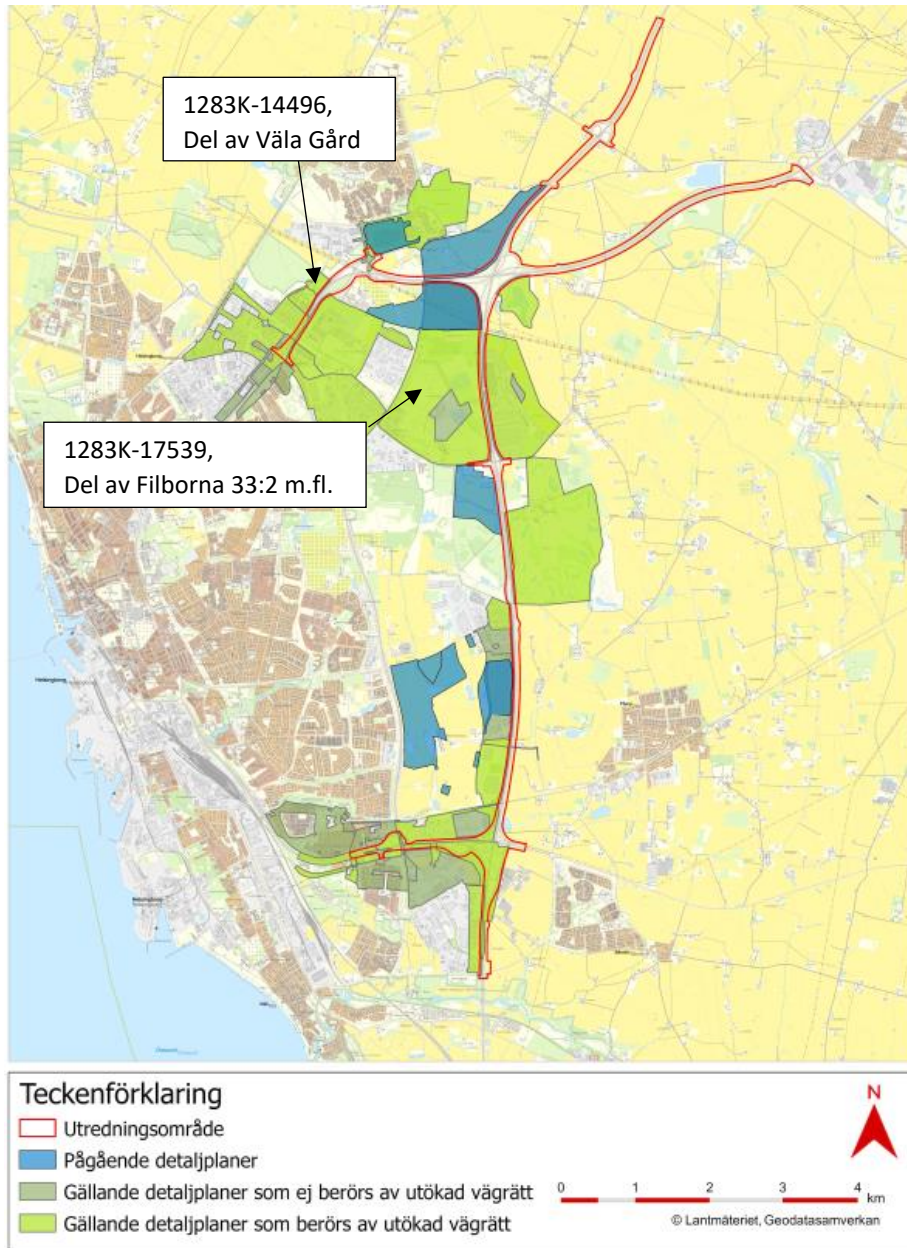 1283K-14496,
Del av Väla Gård
1283K-17539,
Del av Filborna 33:2 m.fl.
Helsingborg
Teckenförklaring
Utredningsområde
Pågående detaljplaner
Gällande detaljplaner som ej berörs av utökad vägrätt
Gällande detaljplaner som berörs av utökad vägrätt
N
0 1 2 3 4
km
© Lantmäteriet, Geodatasamverkan